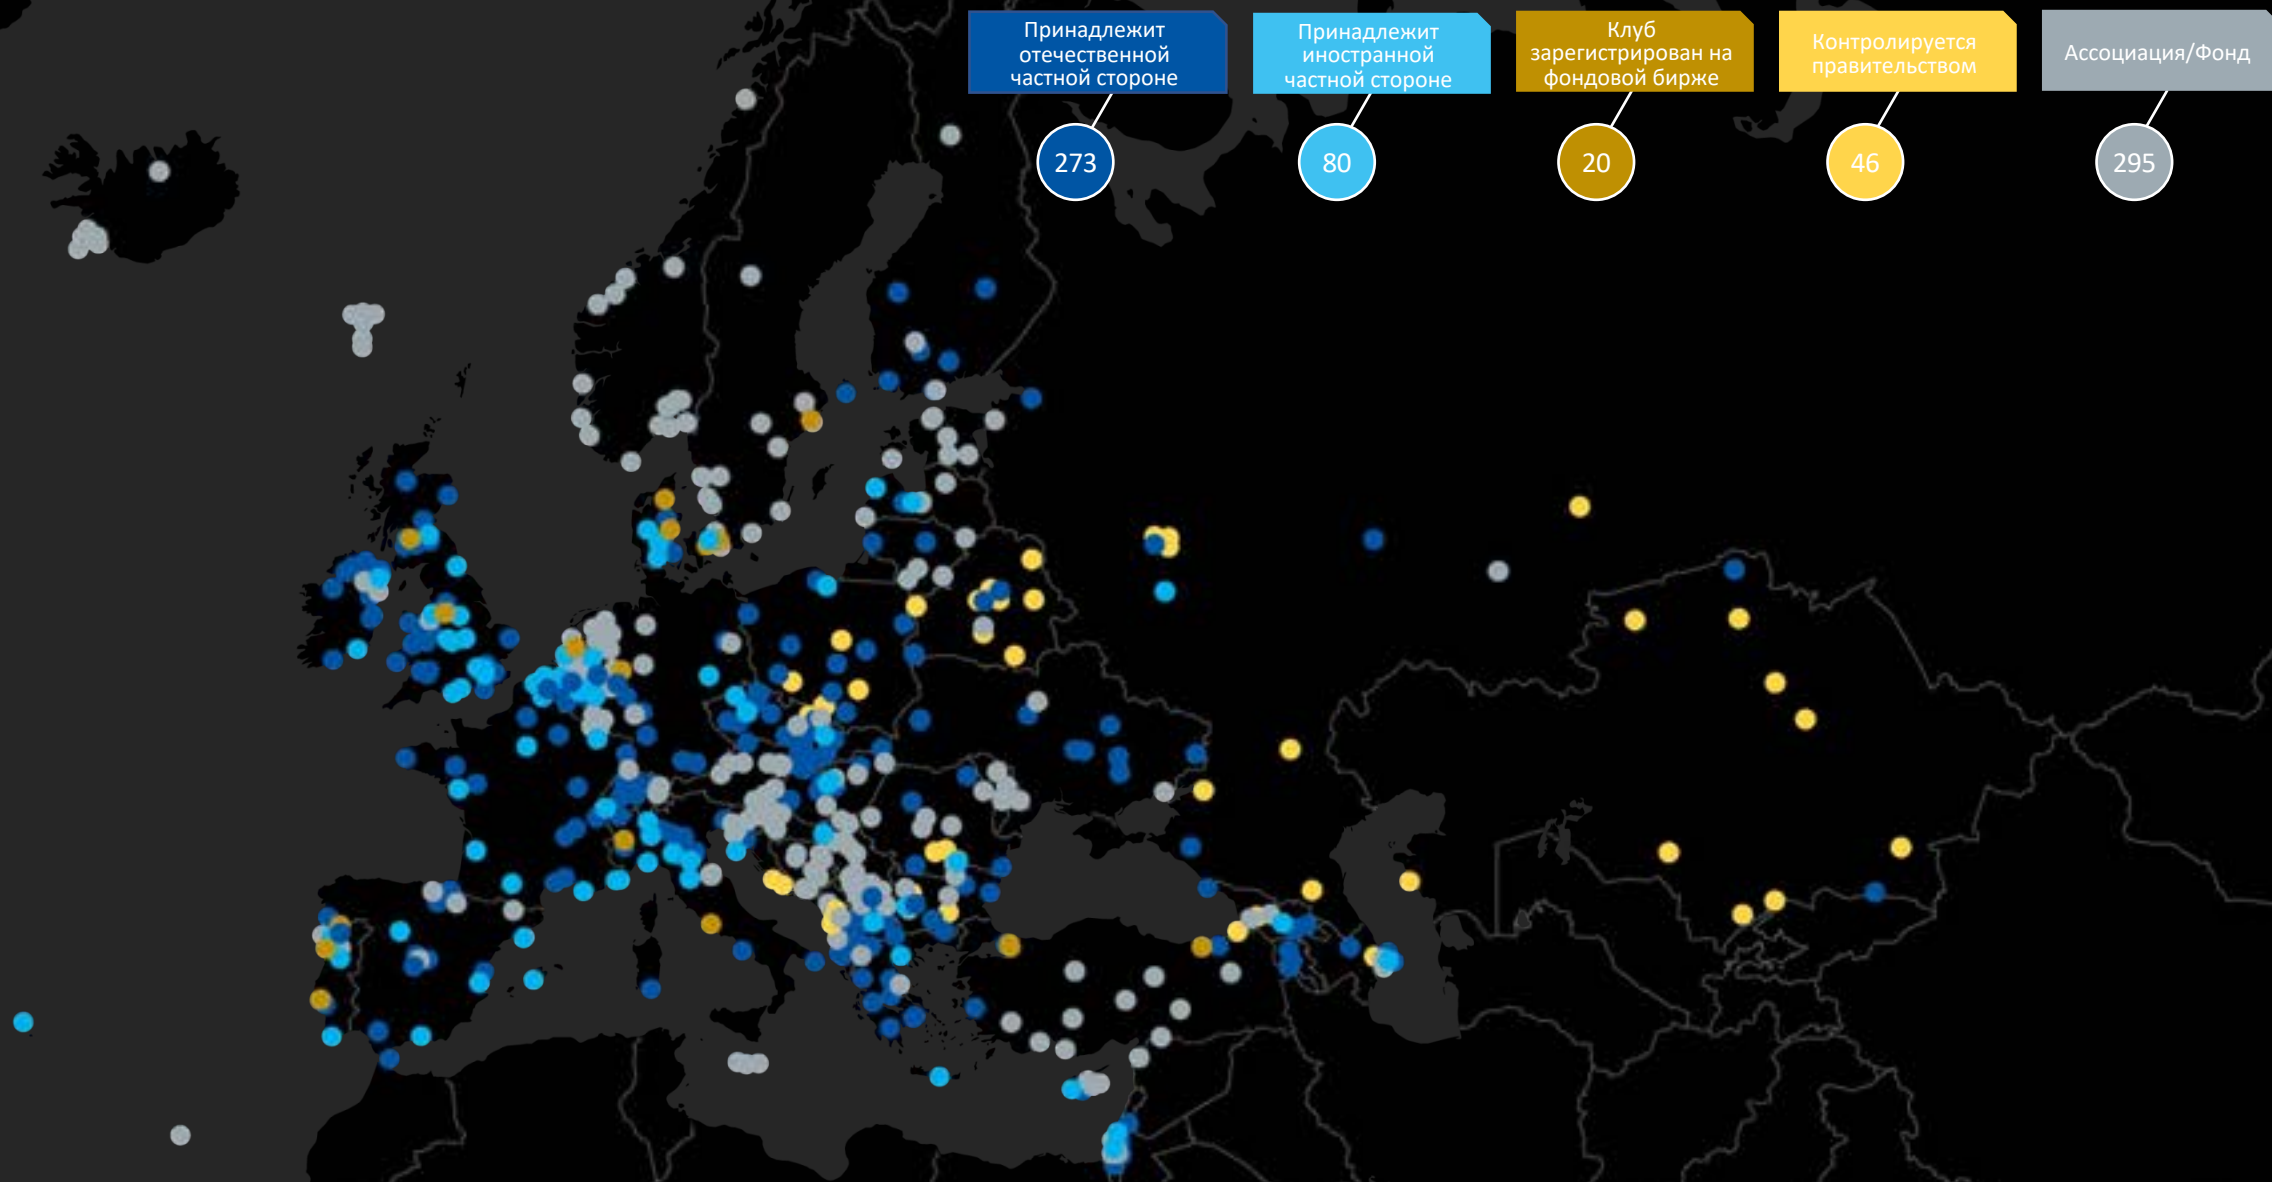 Принадлежит
отечественной
частной стороне
Принадлежит
иностранной
частной стороне
Клуб
зарегистрирован на
фондовой бирже
Контролируется
правительством
Ассоциация/Фонд
273
80
20
46
295